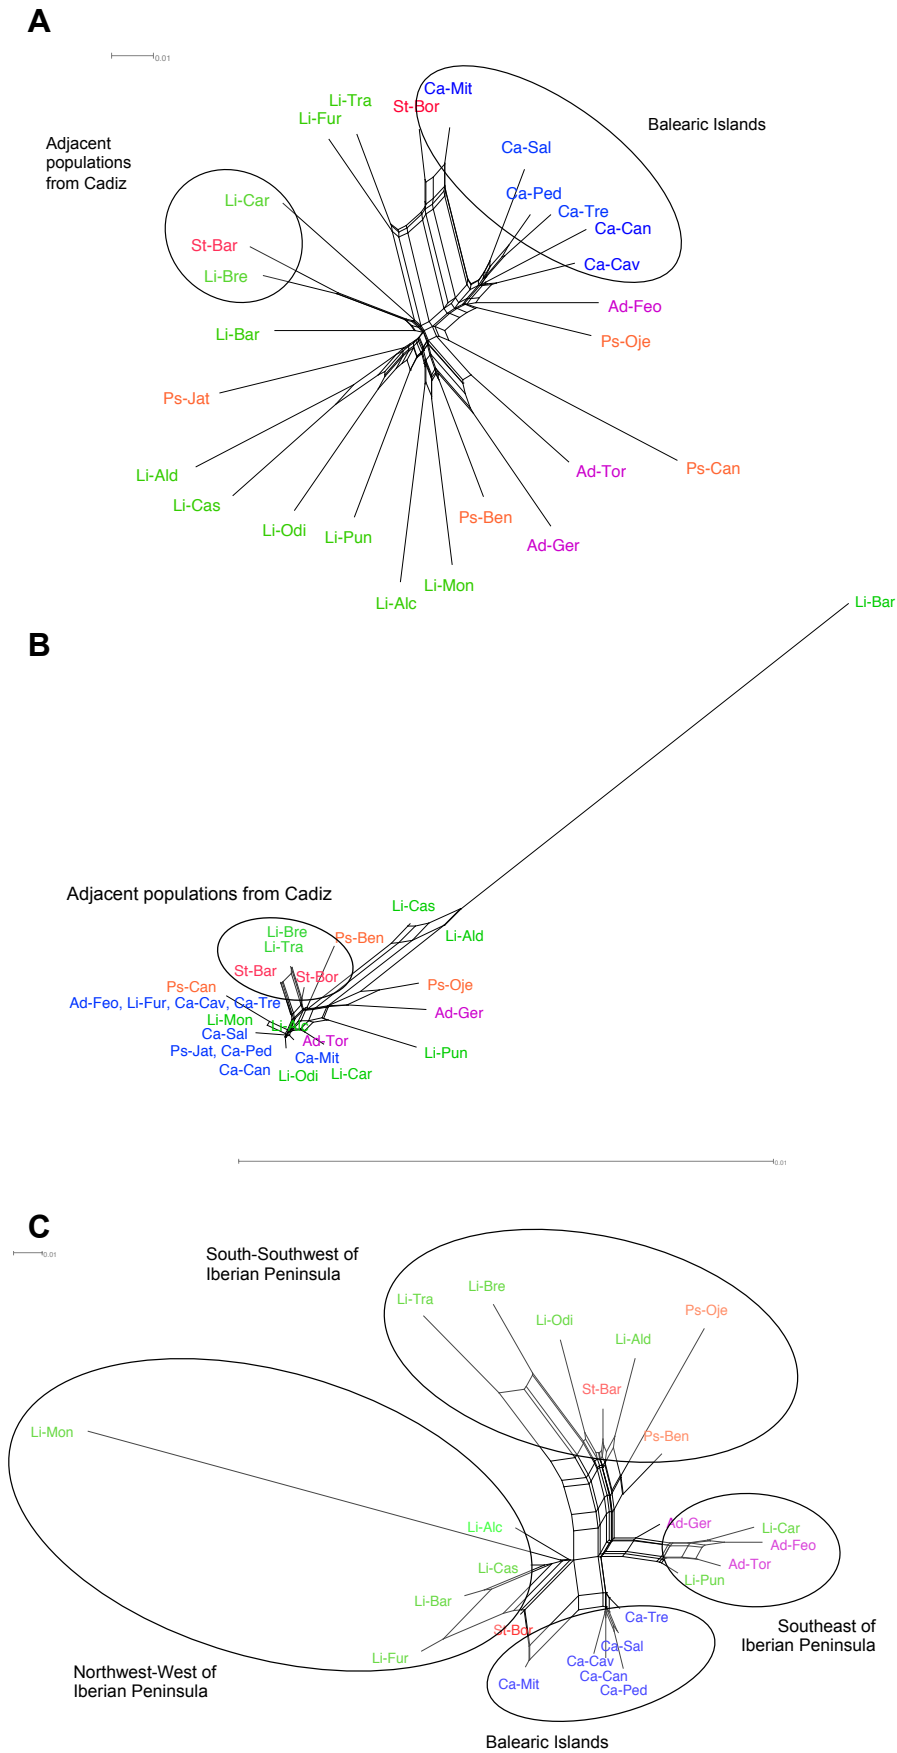 A
0.01
Li-Tra
Li-Fur
St-Bor
Ca-Mit
Balearic Islands
Adjacent
populations
from Cadiz
Ca-Sal
Li-Car
Ca-Ped
Ca-Tre
Ca-Can
St-Bar
Li-Bre
Ca-Cav
Ad-Feo
Li-Bar
Ps-Oje
Ps-Jat
Ps-Can
Ad-Tor
Li-Ald
Li-Cas
Ps-Ben
Li-Odi
Li-Pun
Ad-Ger
Li-Mon
Li-Alc
Li-Bar
B
Adjacent populations from Cadiz
Li-Cas
Li-Bre
Ps-Ben
Li-Ald
Li-Tra
St-Bar
St-Bor
Ps-Can
Ps-Oje
Ad-Feo, Li-Fur, Ca-Cav, Ca-Tre
Ad-Ger
Li-Mon
Li-Alc
Ca-Sal
Ad-Tor
Ps-Jat, Ca-Ped
Ca-Mit
Li-Pun
Ca-Can
Li-Odi
Li-Car
0.01
C
0.01
South-Southwest of
Iberian Peninsula
Li-Bre
Li-Tra
Ps-Oje
Li-Odi
Li-Ald
St-Bar
Li-Mon
Ps-Ben
Ad-Ger
Li-Alc
Li-Car
Ad-Feo
Li-Cas
Ad-Tor
Li-Pun
Li-Bar
Ca-Tre
Southeast of
Iberian Peninsula
St-Bor
Ca-Sal
Li-Fur
Ca-Cav
Northwest-West of
Iberian Peninsula
Ca-Can
Ca-Mit
Ca-Ped
Balearic Islands